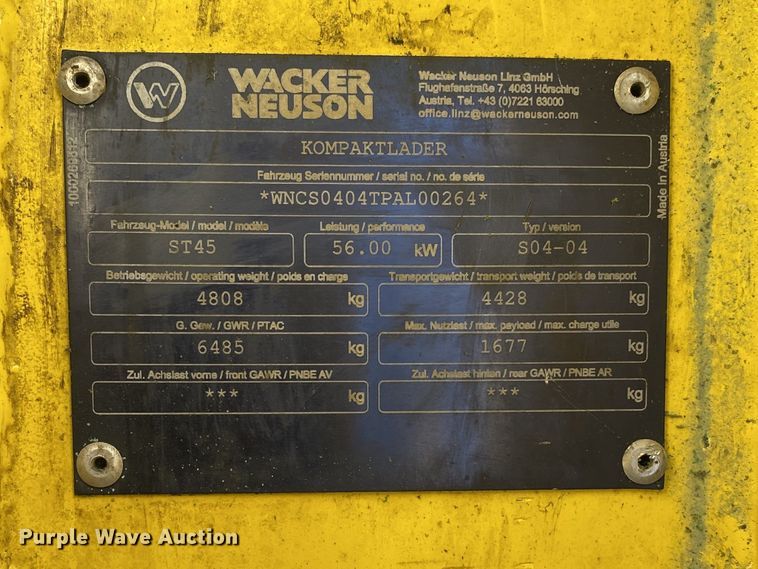 W
WACKER
NEUSON
Wacker Neuson Linz GmbH
Flughafenstraße 7, 4063 Hörsching
Austria, Tel. +43 (0)7221 63000
office.linz@wackerneuson.com
KOMPAKTLADER
Fahrzeug Seriennummer / serial no. / no. de série
*WNCS0404TPAL00264*
Fahrzeug-Model / model / modèle
Leistung / performance
Typ / version
ST45
56.00 kW
S04-04
Betriebsgewicht / operating weight / poids en charge
Transportgewicht / transport weight / poids de transport
4808 kg
4428 kg
G. Gew. / GWR / PTAC
Max. Nutzlast / max. payload / max. charge utile
6485 kg
1677 kg
Zul. Achslast vorne / front GAWR / PNBE AV
Zul. Achslast hinten / rear GAWR / PNBE AR
*** kg
*** kg
Made in Austria
Purple Wave Auction